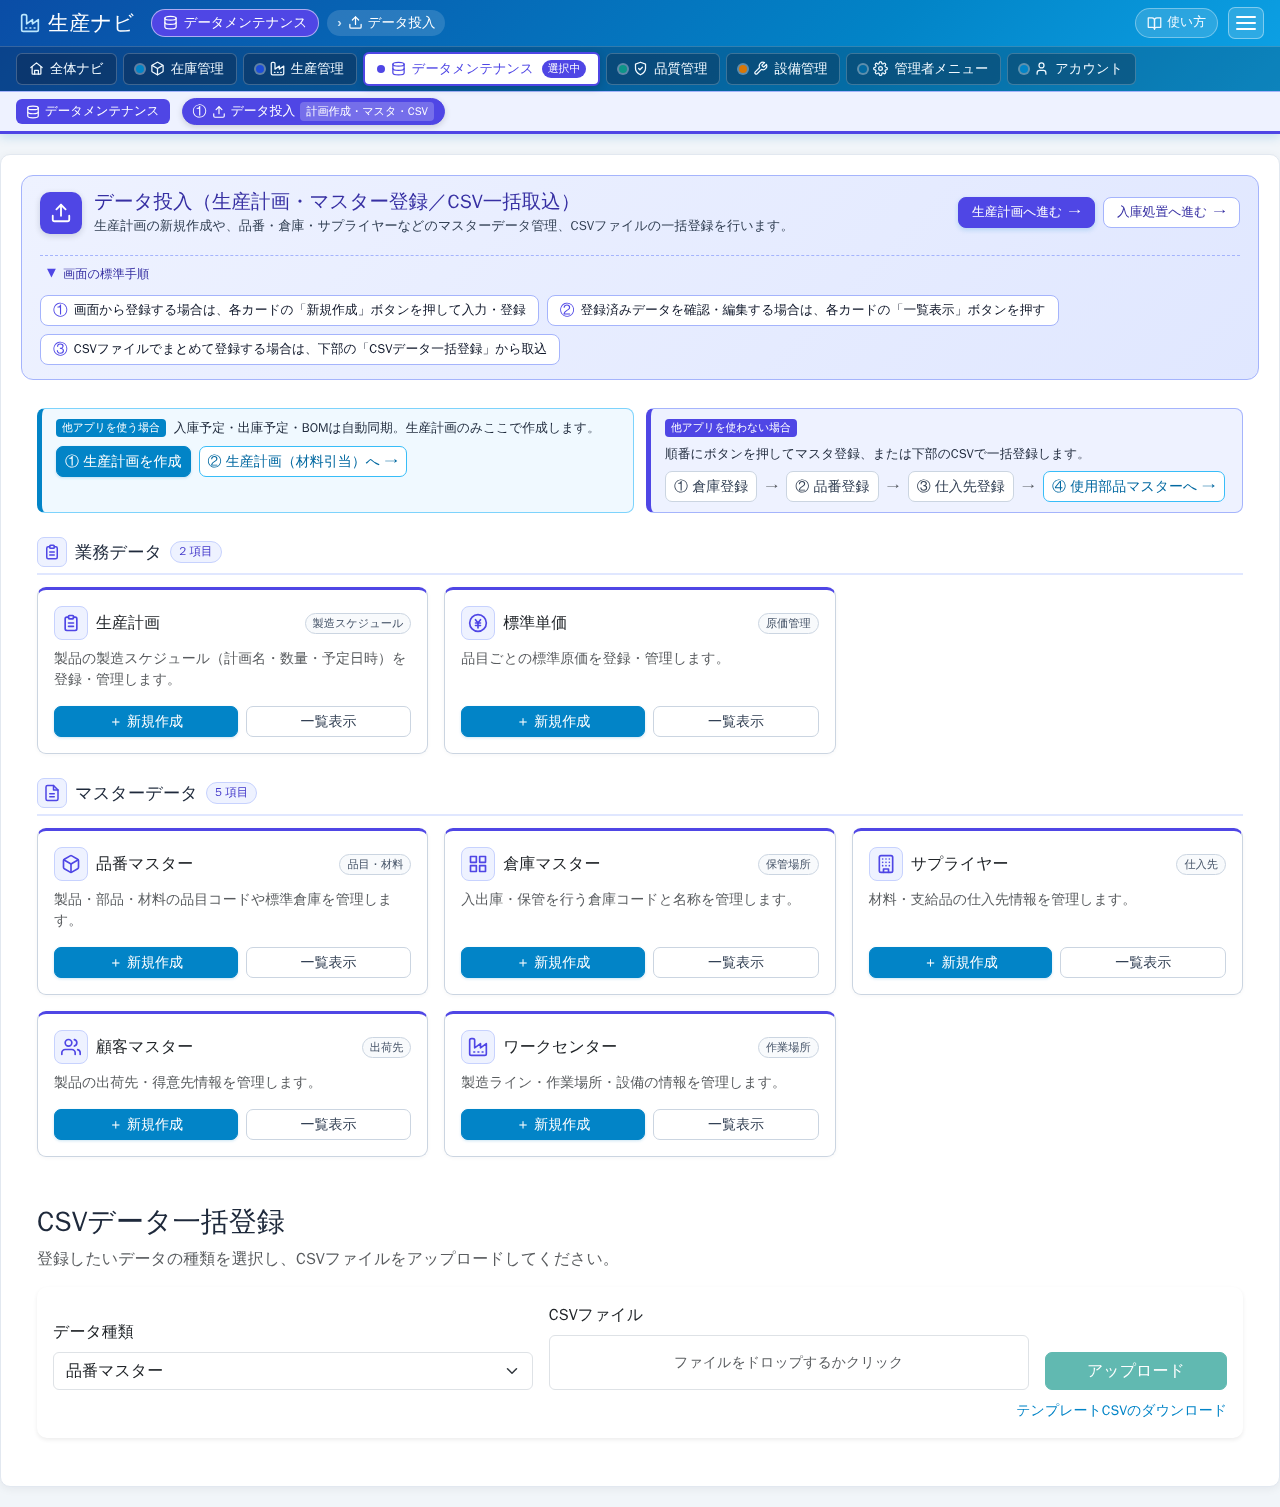 生産ナビ データメンテナンス › データ投入 使い方
全体ナビ 在庫管理 生産管理 データメンテナンス 選択中 品質管理 設備管理 管理者メニュー アカウント
データメンテナンス ① データ投入 計画作成・マスタ・CSV
データ投入（生産計画・マスター登録／CSV一括取込）
生産計画の新規作成や、品番・倉庫・サプライヤーなどのマスターデータ管理、CSVファイルの一括登録を行います。
生産計画へ進む → 入庫処置へ進む →
▼ 画面の標準手順
① 画面から登録する場合は、各カードの「新規作成」ボタンを押して入力・登録 ② 登録済みデータを確認・編集する場合は、各カードの「一覧表示」ボタンを押す
③ CSVファイルでまとめて登録する場合は、下部の「CSVデータ一括登録」から取込
他アプリを使う場合 入庫予定・出庫予定・BOMは自動同期。生産計画のみここで作成します。
① 生産計画を作成 ② 生産計画（材料引当）へ →
他アプリを使わない場合
順番にボタンを押してマスタ登録、または下部のCSVで一括登録します。
① 倉庫登録 → ② 品番登録 → ③ 仕入先登録 → ④ 使用部品マスターへ →
業務データ 2 項目
生産計画 製造スケジュール
製品の製造スケジュール（計画名・数量・予定日時）を
登録・管理します。
＋ 新規作成 一覧表示
標準単価 原価管理
品目ごとの標準原価を登録・管理します。
＋ 新規作成 一覧表示
マスターデータ 5 項目
品番マスター 品目・材料
製品・部品・材料の品目コードや標準倉庫を管理しま
す。
＋ 新規作成 一覧表示
倉庫マスター 保管場所
入出庫・保管を行う倉庫コードと名称を管理します。
＋ 新規作成 一覧表示
サプライヤー 仕入先
材料・支給品の仕入先情報を管理します。
＋ 新規作成 一覧表示
顧客マスター 出荷先
製品の出荷先・得意先情報を管理します。
＋ 新規作成 一覧表示
ワークセンター 作業場所
製造ライン・作業場所・設備の情報を管理します。
＋ 新規作成 一覧表示
CSVデータ一括登録
登録したいデータの種類を選択し、CSVファイルをアップロードしてください。
データ種類
品番マスター
CSVファイル
ファイルをドロップするかクリック
アップロード
テンプレートCSVのダウンロード